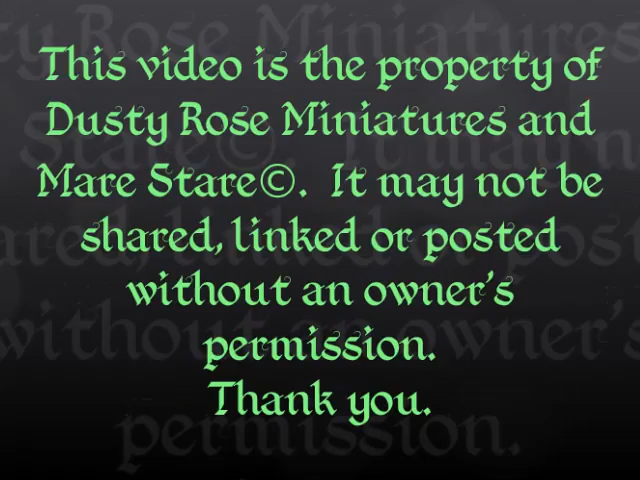 This video is the property of
Dusty Rose Miniatures and
Mare Stare©. It may not be
shared, linked or posted
without an owner's
permission.
Thank you.